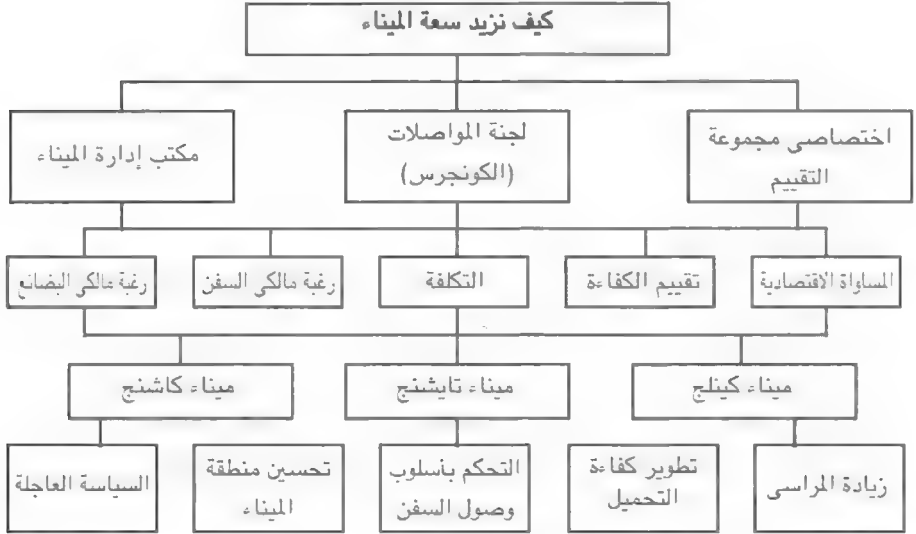 كيف نزيد سعة الميناء
اختصاصى مجموعة
التقييم
لجنة المواصلات
(الكونجرس)
مكتب إدارة الميناء
المساواة الاقتصادية
تقييم الكفاءة
التكلفة
رغبة مالكى السفن
رغبة مالكى البضائع
ميناء كينلج
ميناء تايشنج
ميناء كاشنج
زيادة المراسى
تطوير كفاءة
التحميل
التحكم بأسلوب
وصول السفن
تحسين منطقة
الميناء
السياسة العاجلة